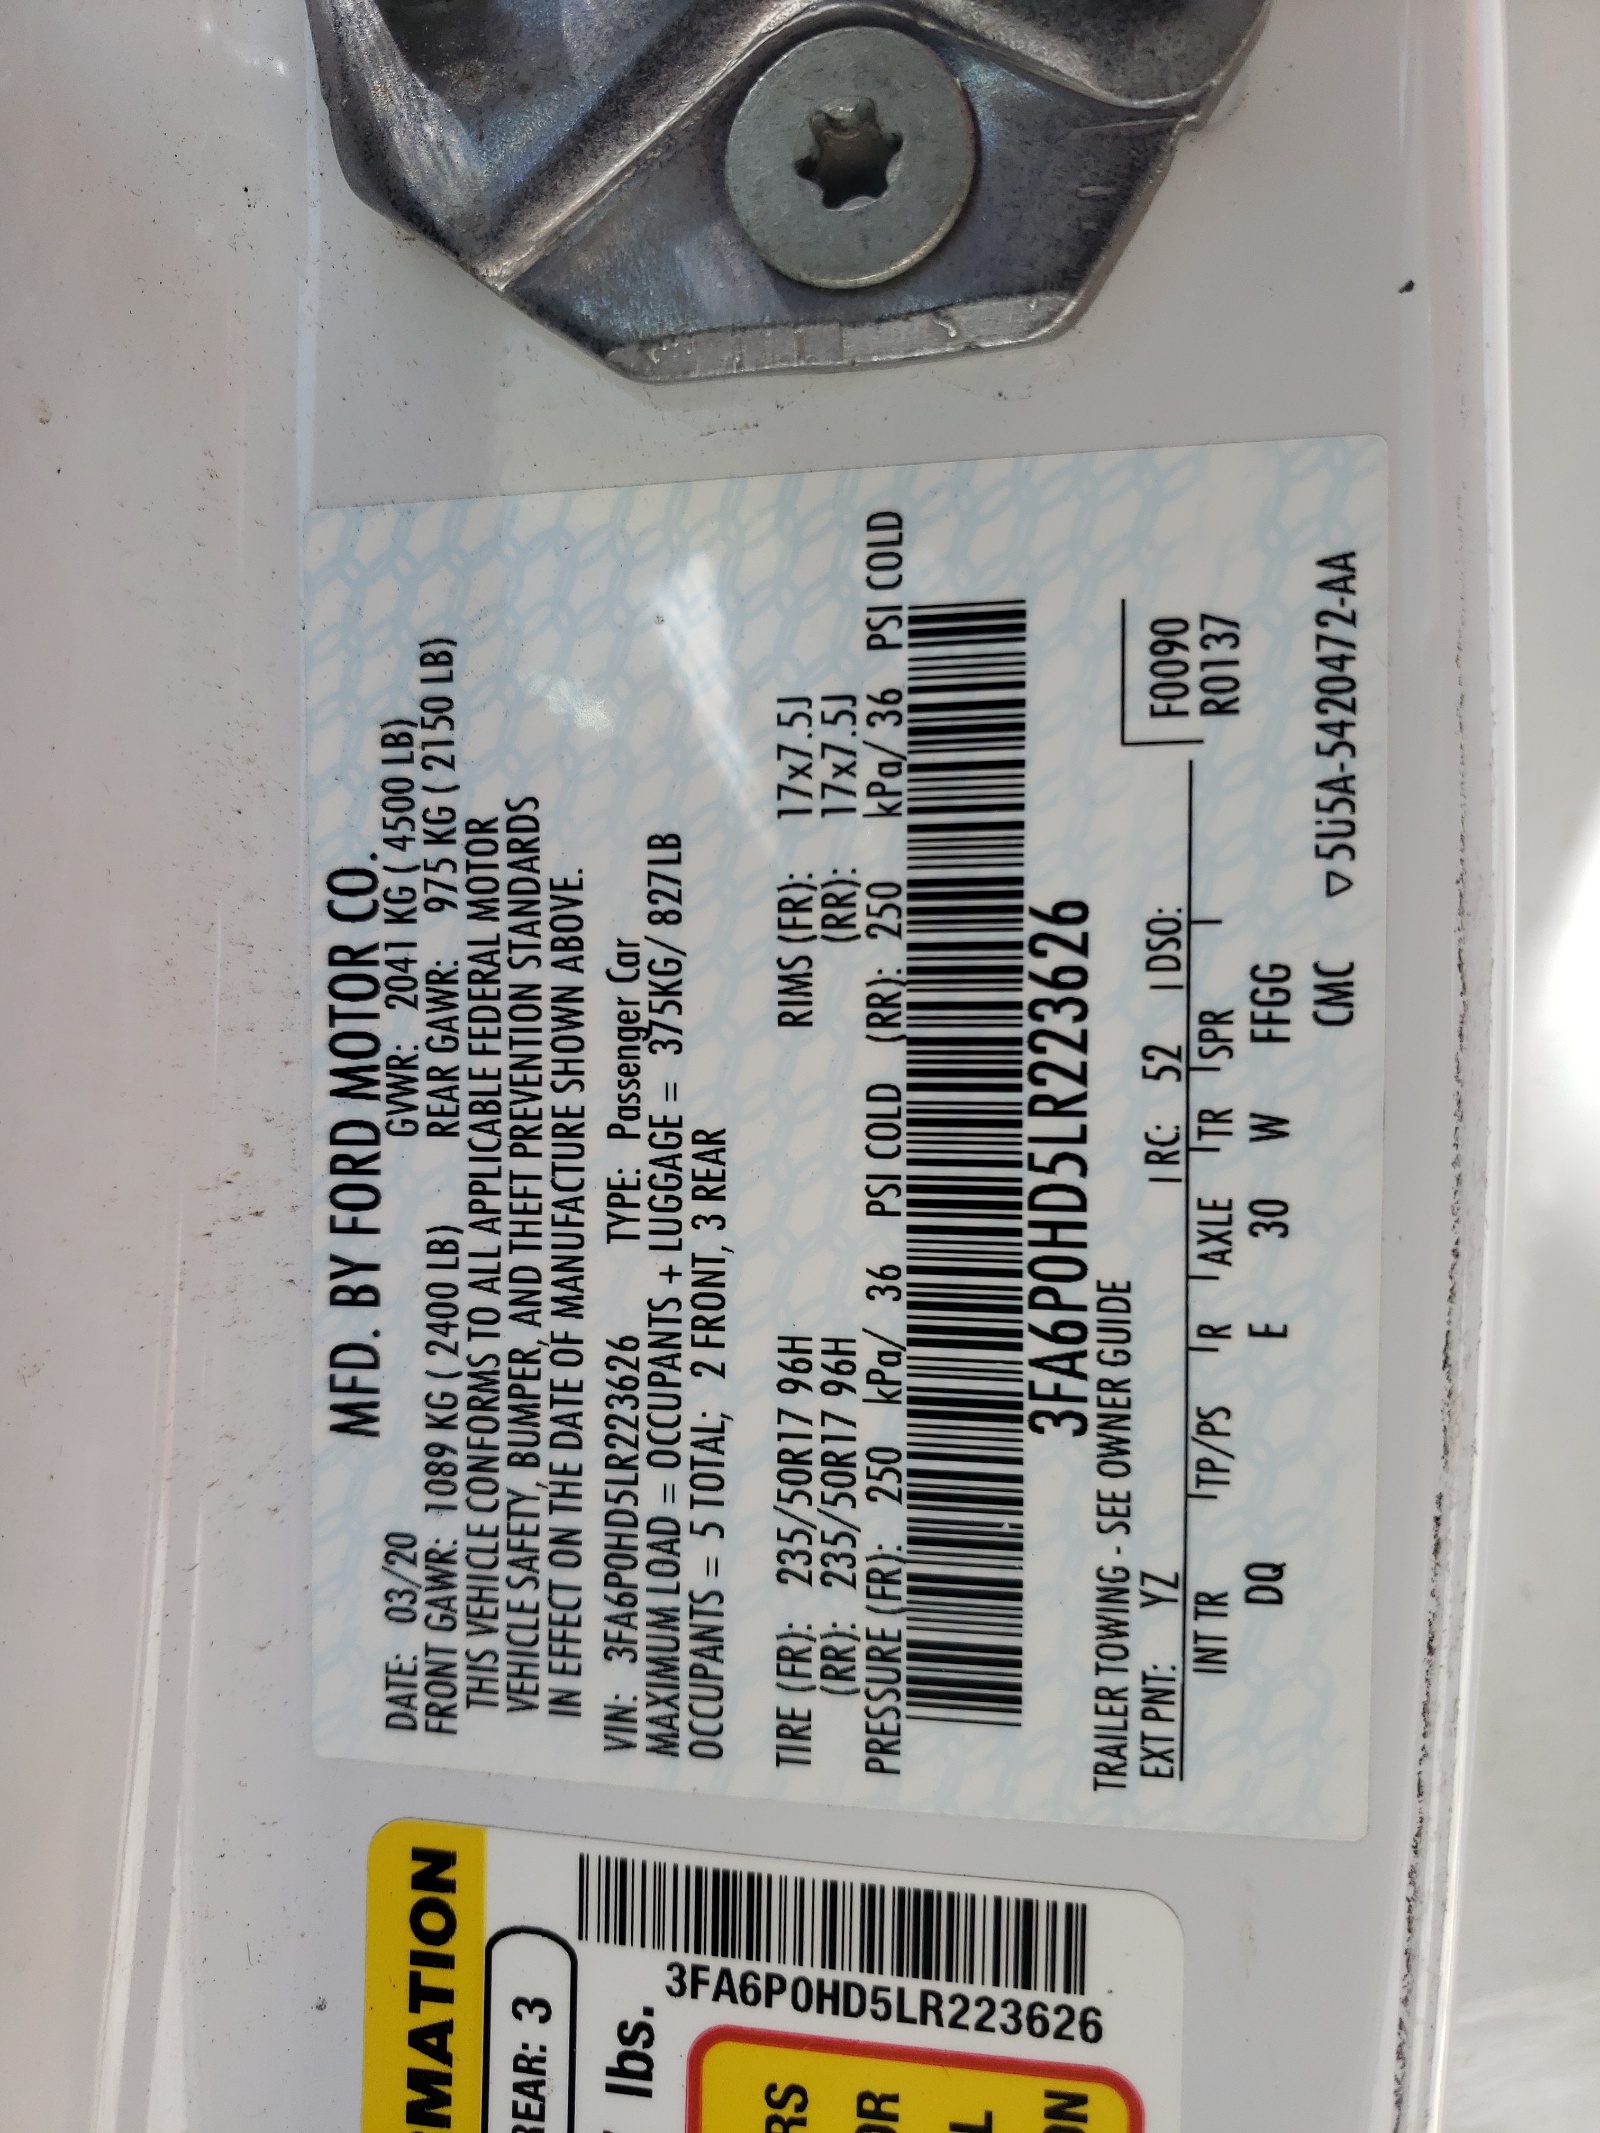 MFD. BY FORD MOTOR CO.
DATE: 03/20 GVWR: 2041 KG ( 4500 LB)
FRONT GAWR: 1089 KG ( 2400 LB) REAR GAWR: 975 KG ( 2150 LB)
THIS VEHICLE CONFORMS TO ALL APPLICABLE FEDERAL MOTOR
VEHICLE SAFETY, BUMPER, AND THEFT PREVENTION STANDARDS
IN EFFECT ON THE DATE OF MANUFACTURE SHOWN ABOVE.
VIN: 3FA6P0HD5LR223626 TYPE: Passenger Car
MAXIMUM LOAD = OCCUPANTS + LUGGAGE = 375KG/ 827LB
OCCUPANTS = 5 TOTAL; 2 FRONT, 3 REAR
TIRE (FR): 235/50R17 96H RIMS (FR): 17x7.5J
(RR): 235/50R17 96H (RR): 17x7.5J
PRESSURE (FR): 250 kPa/ 36 PSI COLD (RR): 250 kPa/ 36 PSI COLD
3FA6P0HD5LR223626
TRAILER TOWING - SEE OWNER GUIDE
EXT PNT: YZ RC: 52 DSO:
F0090
R0137
INT TR TP/PS R AXLE TR SPR
DQ E 30 W FFGG
CMC ▽5U5A-5420472-AA
RMATION
REAR: 3
lbs.
3FA6P0HD5LR223626
RS
OR
L
ON